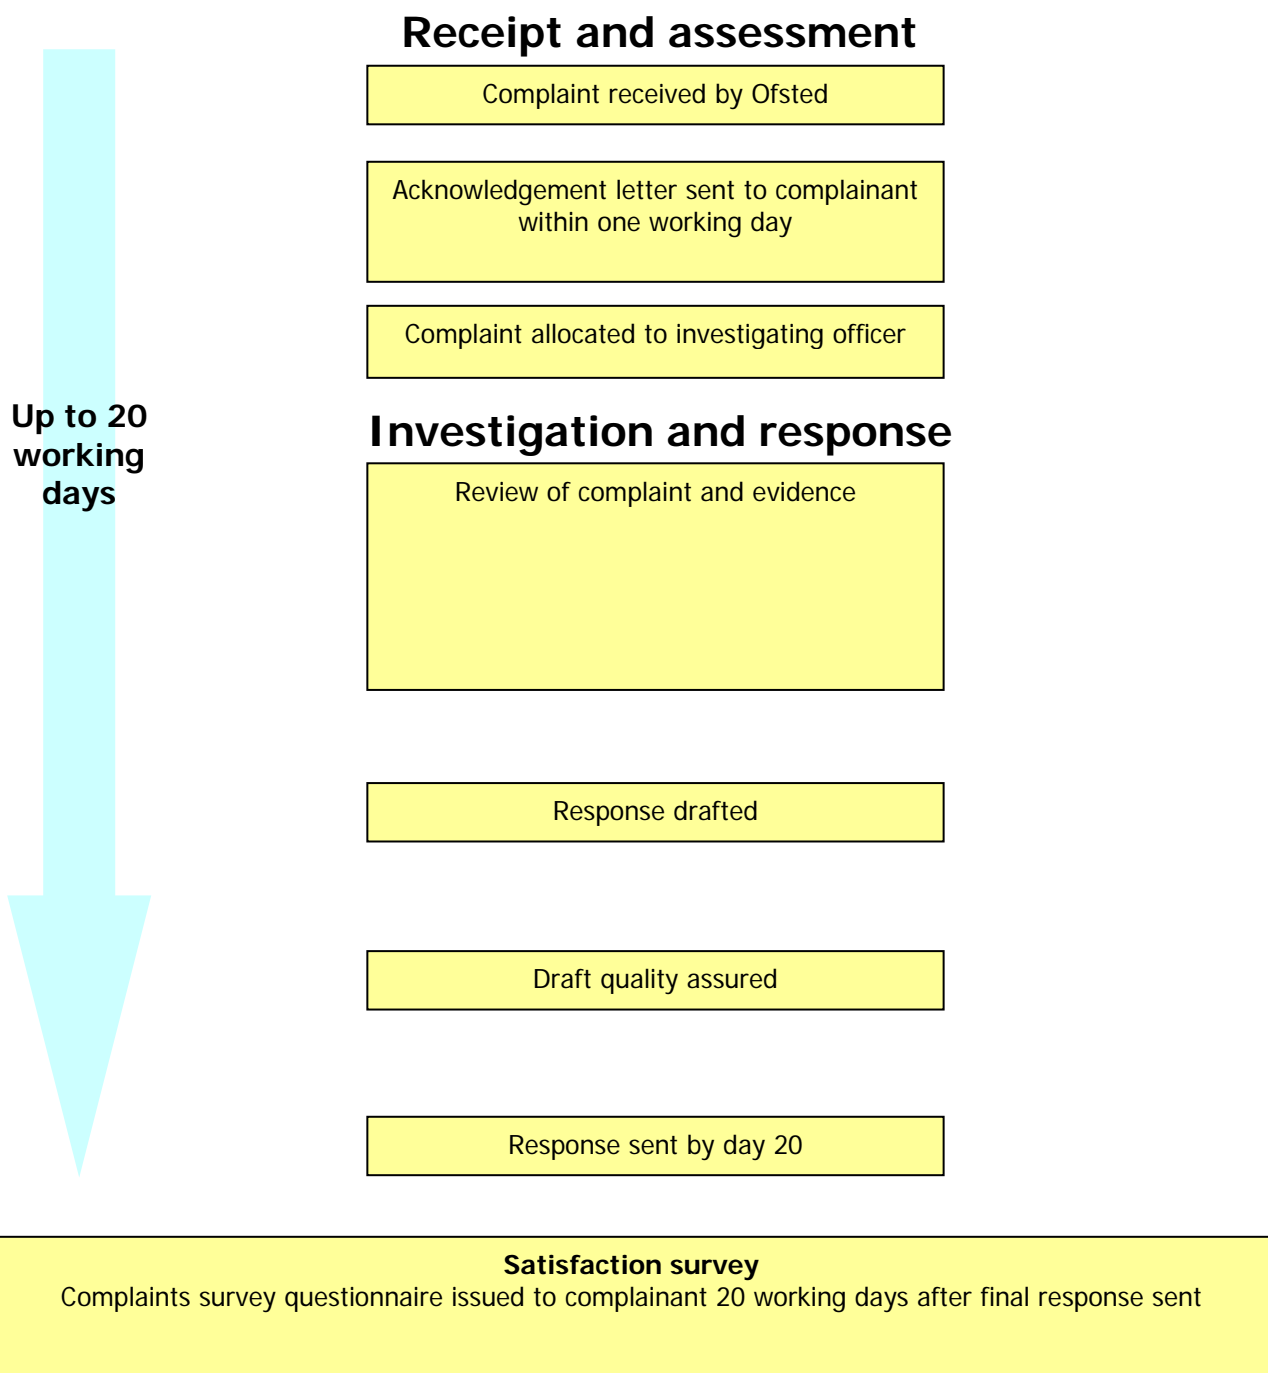 Receipt and assessment
Complaint received by Ofsted
Acknowledgement letter sent to complainant
within one working day
Complaint allocated to investigating officer
Up to 20
working
days
Investigation and response
Review of complaint and evidence
Response drafted
Draft quality assured
Response sent by day 20
Satisfaction survey
Complaints survey questionnaire issued to complainant 20 working days after final response sent